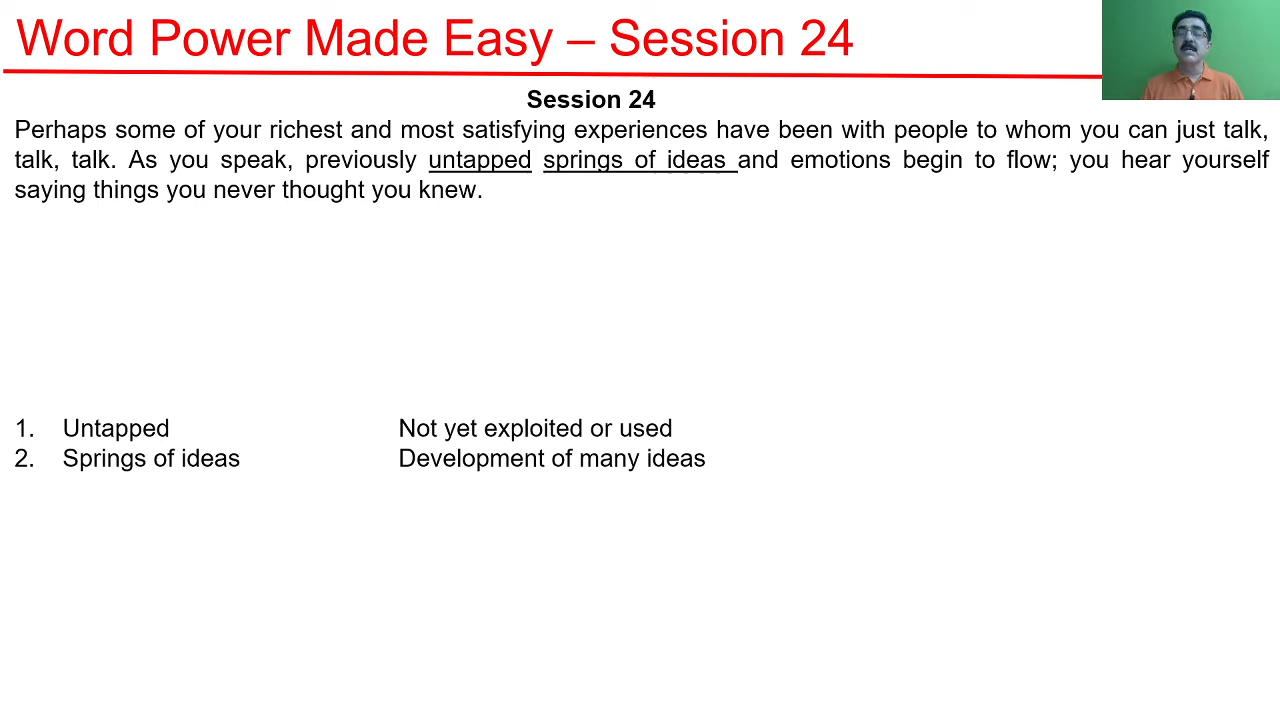 Word Power Made Easy – Session 24
Session 24
Perhaps some of your richest and most satisfying experiences have been with people to whom you can just talk,
talk, talk. As you speak, previously untapped springs of ideas and emotions begin to flow; you hear yourself
saying things you never thought you knew.
1. Untapped Not yet exploited or used
2. Springs of ideas Development of many ideas